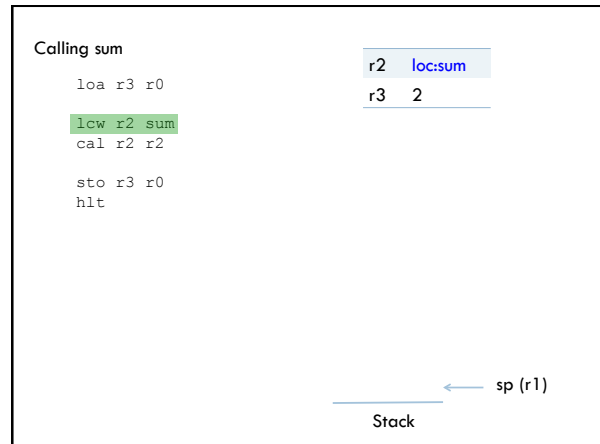 Calling sum
loa r3 r0
lcw r2 sum
cal r2 r2
sto r3 r0
hlt
r2 loc:sum
r3 2
sp (r1)
Stack